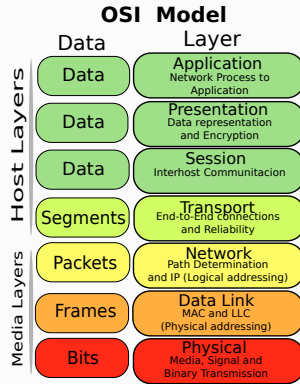 OSI Model
Data
Layer
Host Layers
Data
Application
Network Process to
Application
Data
Presentation
Data representation
and Encryption
Data
Session
Interhost Communitacion
Segments
Transport
End-to-End connections
and Reliability
Media Layers
Packets
Network
Path Determination
and IP (Logical addressing)
Frames
Data Link
MAC and LLC
(Physical addressing)
Bits
Physical
Media, Signal and
Binary Transmission